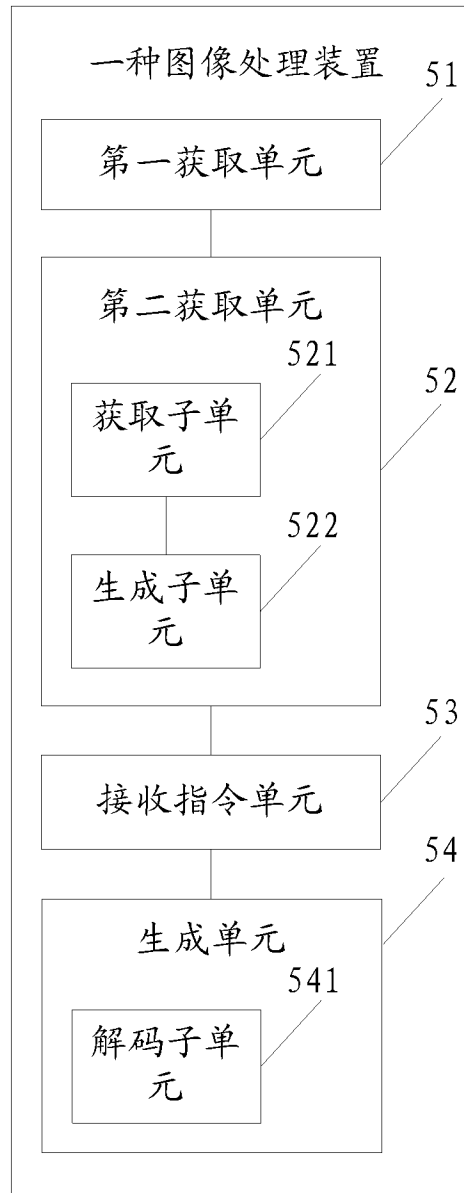 一种图像处理装置
51
第一获取单元
第二获取单元
521
52
获取子单
元
522
生成子单
元
53
接收指令单元
54
生成单元
541
解码子单
元